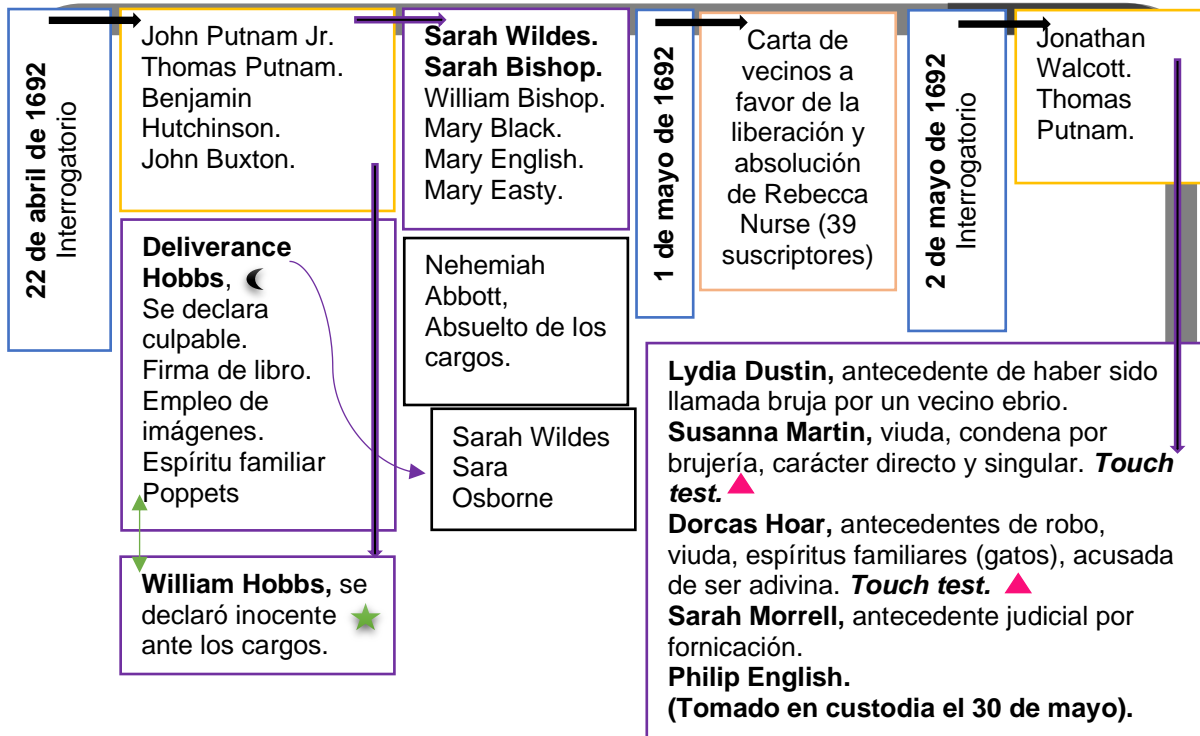 22 de abril de 1692
Interrogatorio
John Putnam Jr.
Thomas Putnam.
Benjamin
Hutchinson.
John Buxton.
Sarah Wildes.
Sarah Bishop.
William Bishop.
Mary Black.
Mary English.
Mary Easty.
Deliverance
Hobbs,
Se declara
culpable.
Firma de libro.
Empleo de
imágenes.
Espíritu familiar
Poppets
Nehemiah
Abbott,
Absuelto de los
cargos.
Sarah Wildes
Sara
Osborne
William Hobbs, se
declaró inocente
ante los cargos.
1 de mayo de 1692
Carta de
vecinos a
favor de la
liberación y
absolución
de Rebecca
Nurse (39
suscriptores)
2 de mayo de 1692
Interrogatorio
Jonathan
Walcott.
Thomas
Putnam.
Lydia Dustin, antecedente de haber sido
llamada bruja por un vecino ebrio.
Susanna Martin, viuda, condena por
brujería, carácter directo y singular. Touch
test.
Dorcas Hoar, antecedentes de robo,
viuda, espíritus familiares (gatos), acusada
de ser adivina. Touch test.
Sarah Morrell, antecedente judicial por
fornicación.
Philip English.
(Tomado en custodia el 30 de mayo).